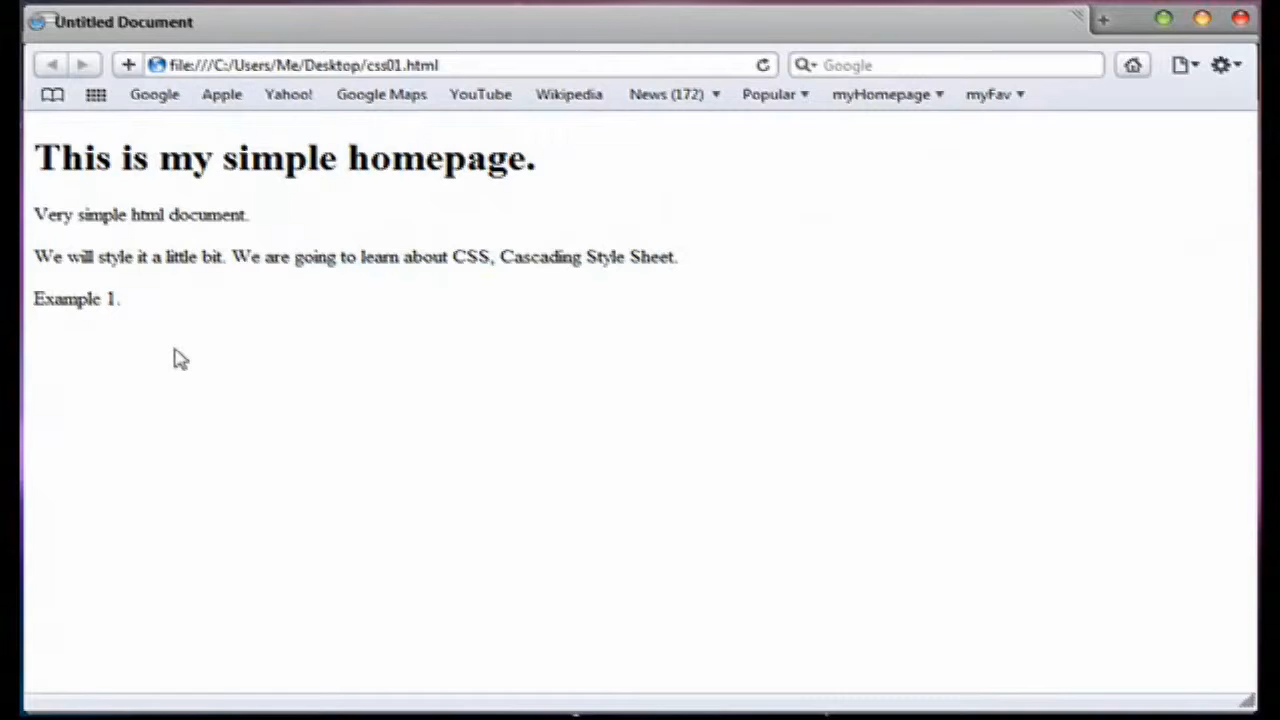 Untitled Document
file:///C:/Users/Me/Desktop/css01.html
Google
Google Apple Yahoo! Google Maps YouTube Wikipedia News (172) Popular myHomepage myFav
This is my simple homepage.
Very simple html document.
We will style it a little bit. We are going to learn about CSS, Cascading Style Sheet.
Example 1.